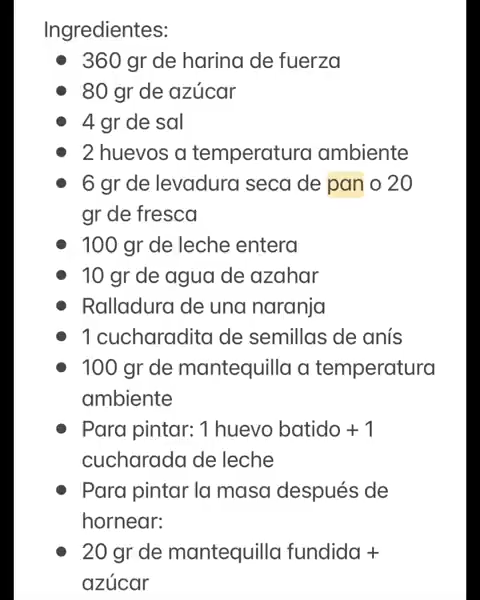 Ingredientes:
• 360 gr de harina de fuerza
• 80 gr de azúcar
• 4 gr de sal
• 2 huevos a temperatura ambiente
• 6 gr de levadura seca de pan o 20
gr de fresca
• 100 gr de leche entera
• 10 gr de agua de azahar
• Ralladura de una naranja
• 1 cucharadita de semillas de anís
• 100 gr de mantequilla a temperatura
ambiente
• Para pintar: 1 huevo batido + 1
cucharada de leche
• Para pintar la masa después de
hornear:
• 20 gr de mantequilla fundida +
azúcar